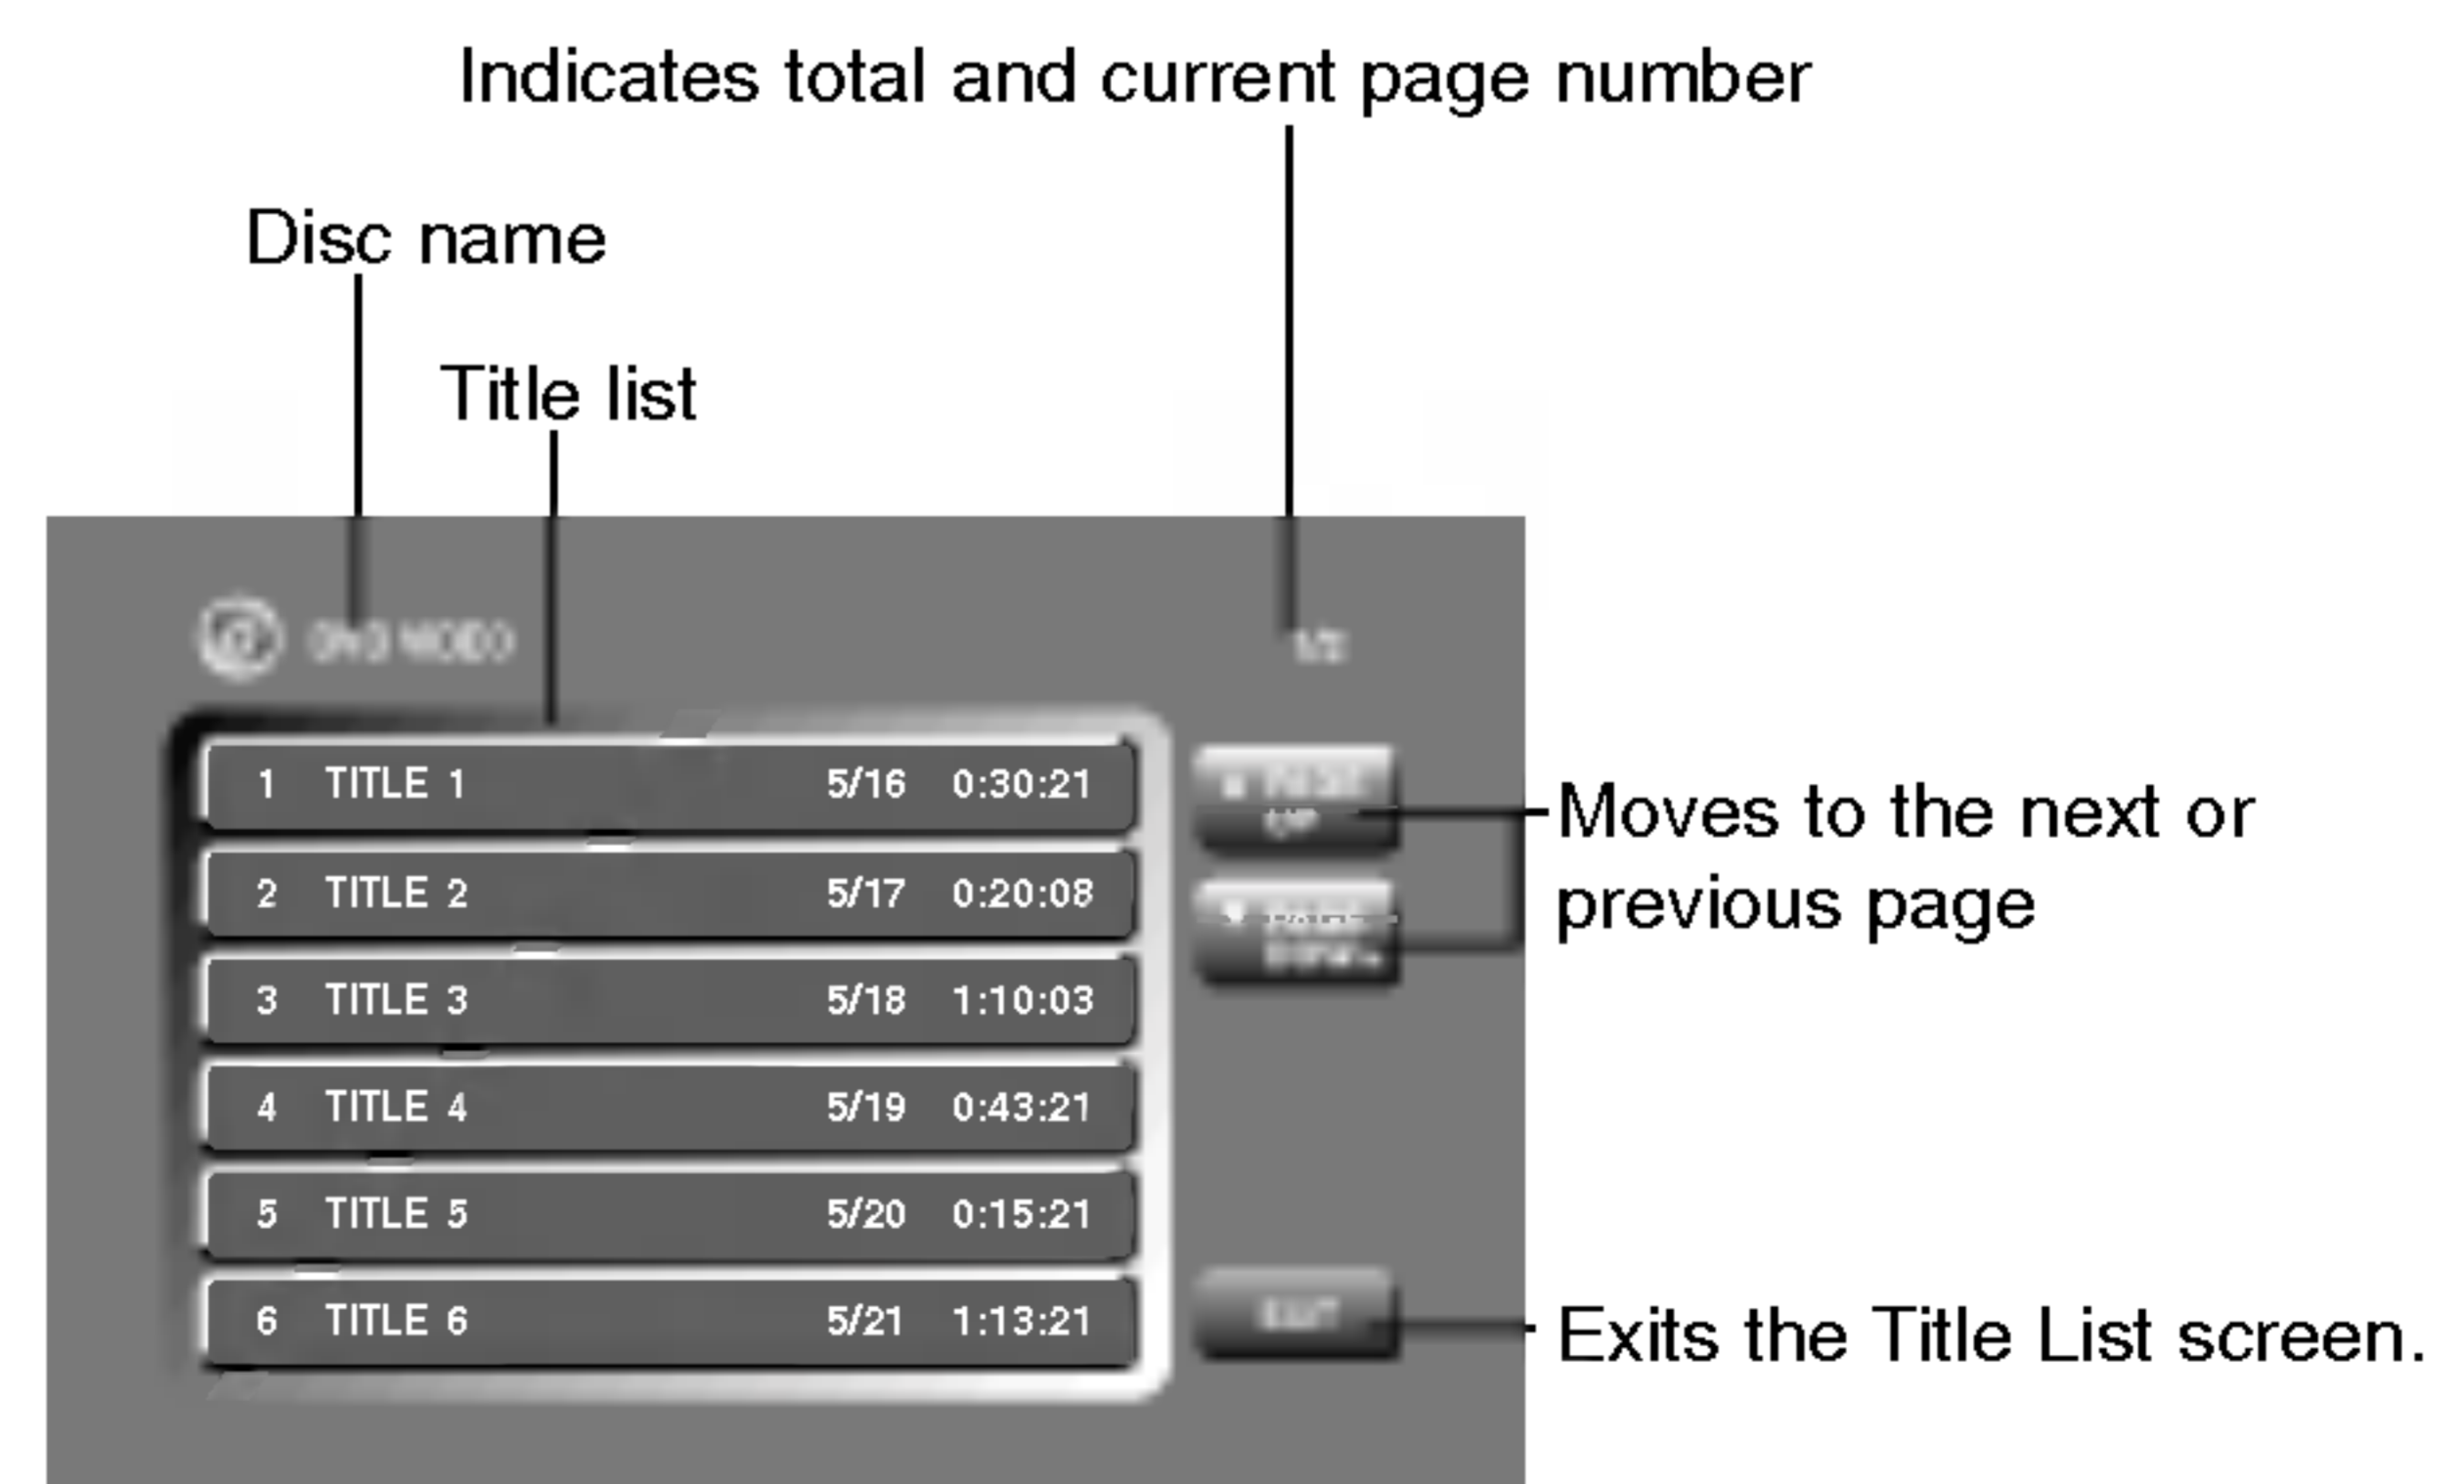 Indicates total and current page number
Disc name
Title list
1 TITLE 1 5/16 0:30:21
UP
Moves to the next or
2 TITLE 2 5/17 0:20:08
previous page
3 TITLE 3 5/18 1:10:03
4 TITLE 4 5/19 0:43:21
5 TITLE 5 5/20 0:15:21
6 TITLE 6 5/21 1:13:21
EXIT
Exits the Title List screen.